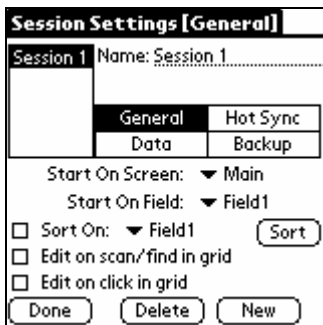 Session Settings [General]
Session 1 Name: Session 1
General Hot Sync
Data Backup
Start On Screen: Main
Start On Field: Field1
Sort On: Field1 Sort
Edit on scan/find in grid
Edit on click in grid
Done Delete New